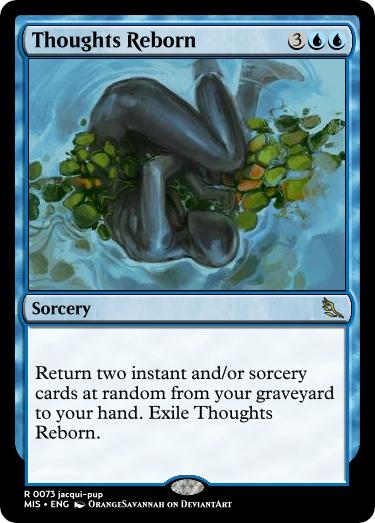 Thoughts Reborn 3
Sorcery
Return two instant and/or sorcery
cards at random from your graveyard
to your hand. Exile Thoughts
Reborn.
R 0073 jacqui-pup
MIS • ENG OrangeSavannah on DeviantArt